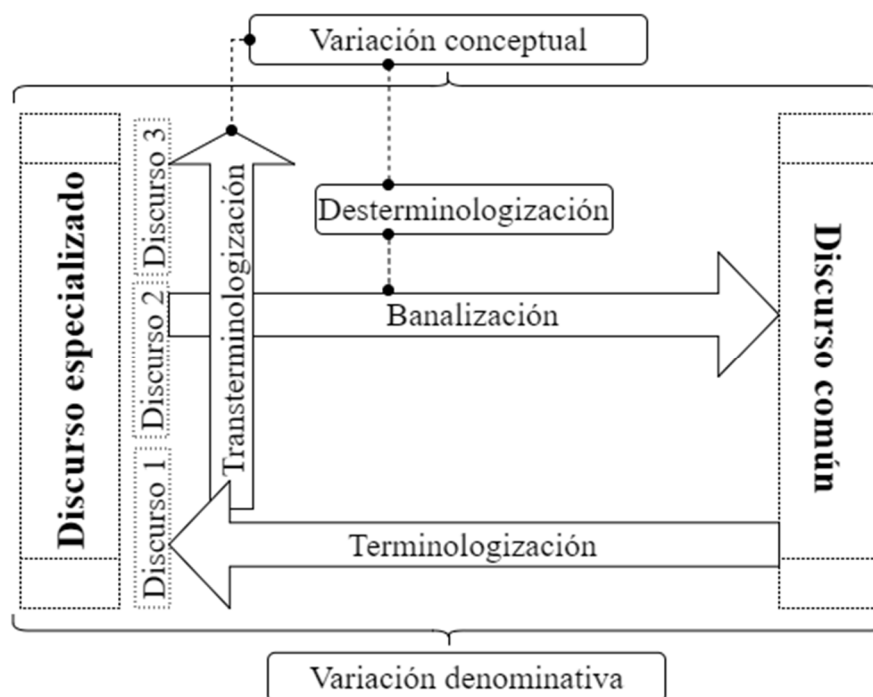 Variación conceptual
Discurso especializado
Discurso 3
Discurso 2
Discurso 1
Transterminologización
Desterminologización
Banalización
Terminologización
Discurso común
Variación denominativa